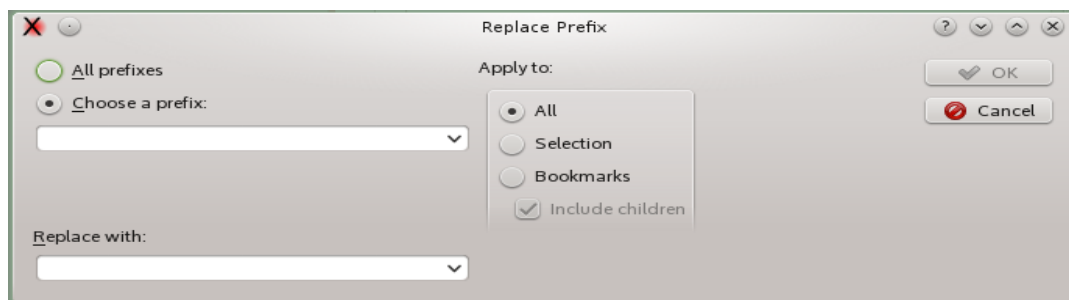 Replace Prefix
All prefixes
Choose a prefix:
Apply to:
All
Selection
Bookmarks
Include children
Replace with:
OK
Cancel